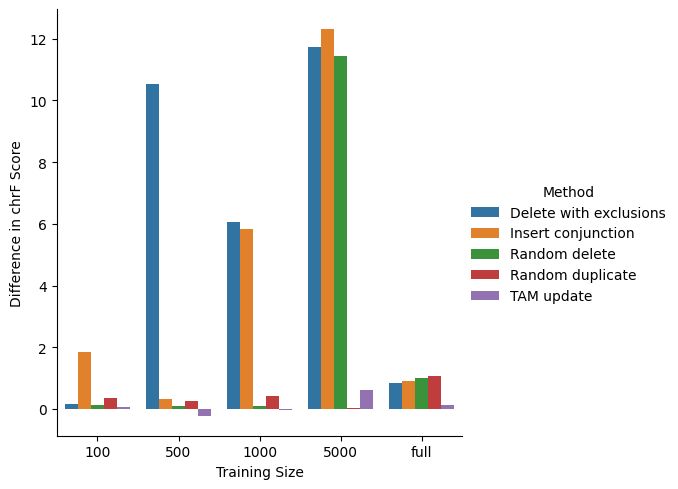 Difference in chrF Score
12
10
8
6
4
2
0
100
500
1000
5000
full
Training Size
Method
Delete with exclusions
Insert conjunction
Random delete
Random duplicate
TAM update